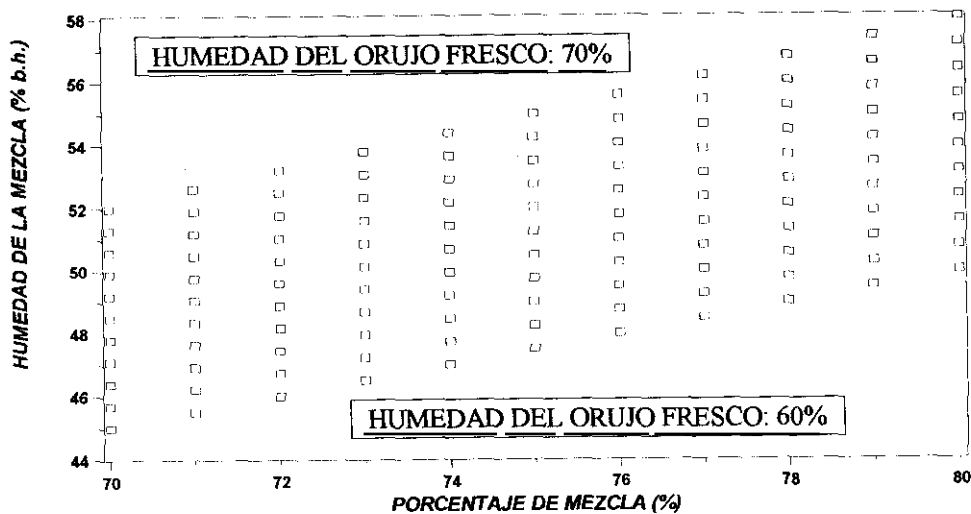 HUMEDAD DE LA MEZCLA (% b.h.)
58
56
54
52
50
48
46
44
HUMEDAD DEL ORUJO FRESCO: 70%
HUMEDAD DEL ORUJO FRESCO: 60%
70 72 74 76 78 80
PORCENTAJE DE MEZCLA (%)